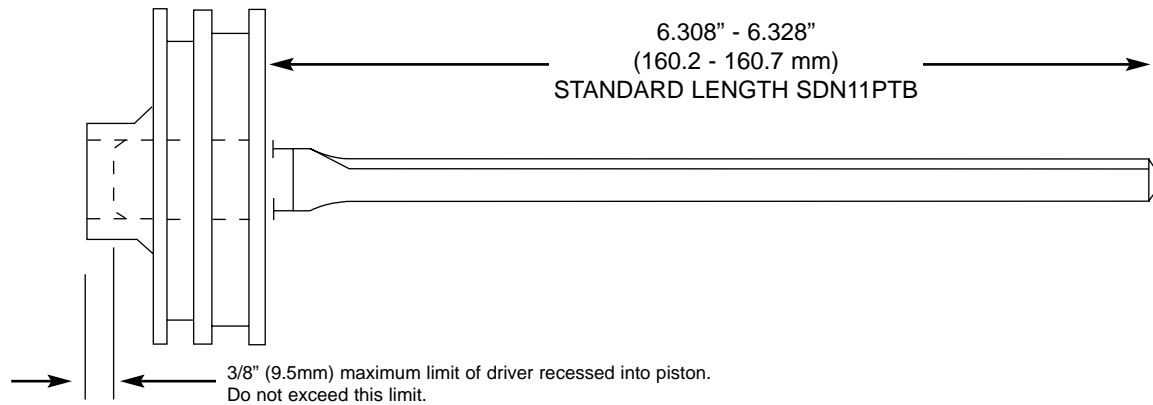 6.308” - 6.328”
(160.2 - 160.7 mm)
STANDARD LENGTH SDN11PTB
3/8” (9.5mm) maximum limit of driver recessed into piston.
Do not exceed this limit.